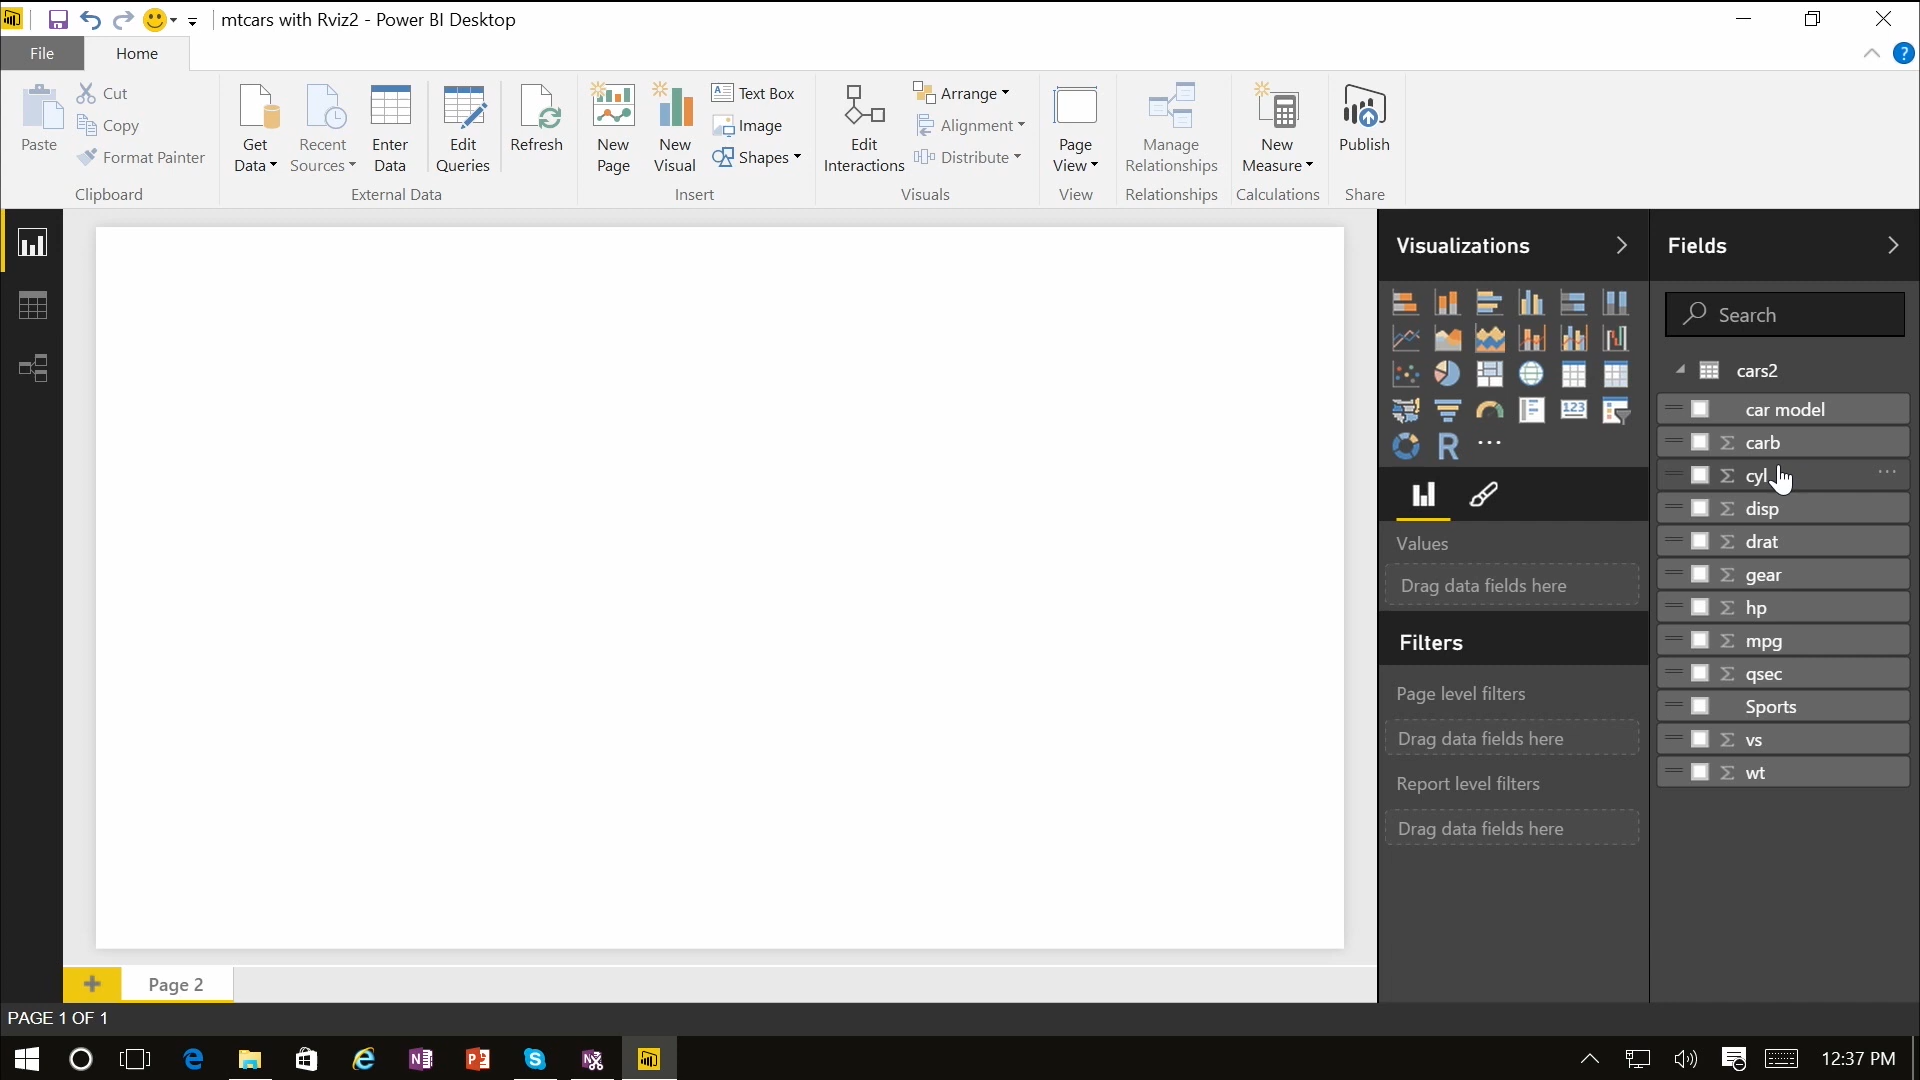 mtcars with Rviz2 - Power BI Desktop
File Home
Paste Cut Copy Format Painter
Clipboard
Get Data Recent Sources Enter Data Edit Queries
External Data
Refresh
New Page New Visual Text Box Image Shapes
Insert
Edit Interactions Arrange Alignment Distribute
Visuals
Page View
View
Manage Relationships
Relationships
New Measure
Calculations
Publish
Share
Visualizations
R
Values
Drag data fields here
Filters
Page level filters
Drag data fields here
Report level filters
Drag data fields here
Fields
Search
cars2
car model
Σ carb
Σ cyl
Σ disp
Σ drat
Σ gear
Σ hp
Σ mpg
Σ qsec
Sports
Σ vs
Σ wt
Page 2
PAGE 1 OF 1
12:37 PM